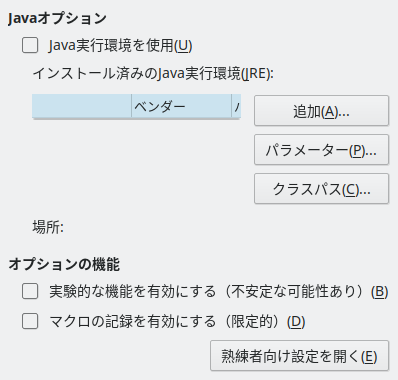 Javaオプション
Java実行環境を使用(U)
インストール済みのJava実行環境(JRE):
ベンダー
追加(A)...
パラメーター(P)...
クラスパス(C)...
場所:
オプションの機能
実験的な機能を有効にする（不安定な可能性あり）(B)
マクロの記録を有効にする（限定的）(D)
熟練者向け設定を開く(E)